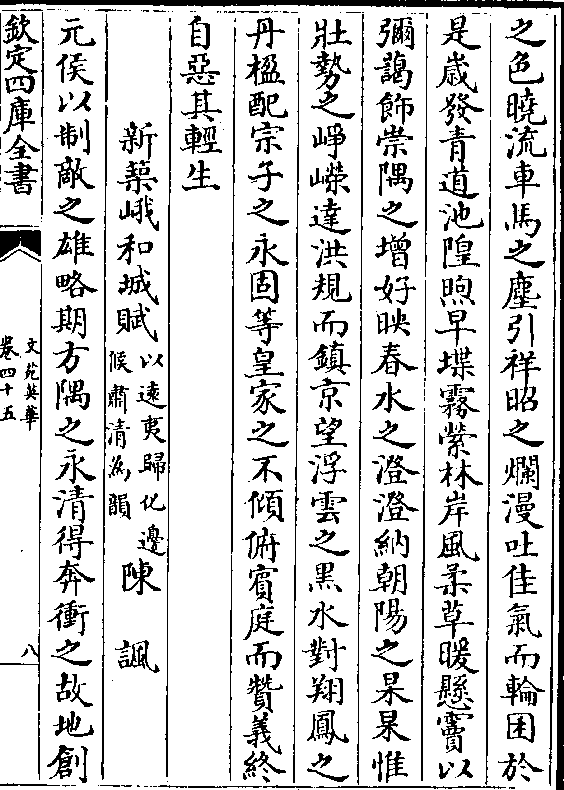 之色曉流車馬之塵引祥昭之爛漫吐佳氣而輪囷於
是歲發青道池隍煦早堞霧縈林岸風柔草暖懸霤以
彌藹飾崇隅之增好映春水之澄澄納朝陽之杲杲惟
壯勢之崢嶸達洪規而鎮京望浮雲之黒水對翔鳳之
丹楹配宗子之永固等皇家之不傾俯賓庭而贊義終
自惡其輕生
新築峨和城賦以遠夷歸化邊候肅清為韻 陳諷
元侯以制敵之雄略期方隅之永清得奔衝之故地創
欽定四庫全書
文苑英華
卷四十五
八